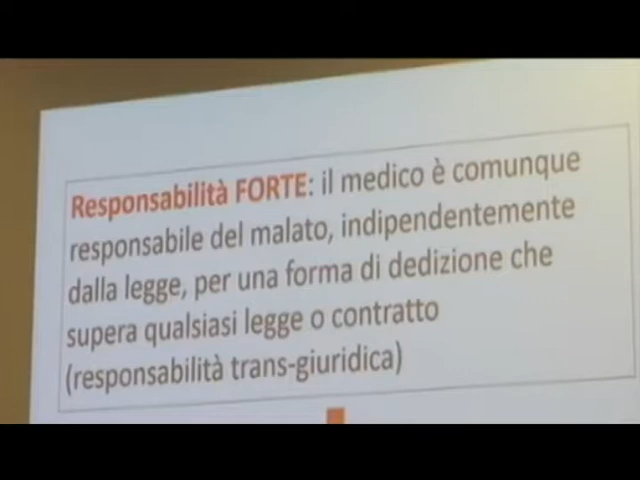 Responsabilità FORTE: il medico è comunque
responsabile del malato, indipendentemente
dalla legge, per una forma di dedizione che
supera qualsiasi legge o contratto
(responsabilità trans-giuridica)